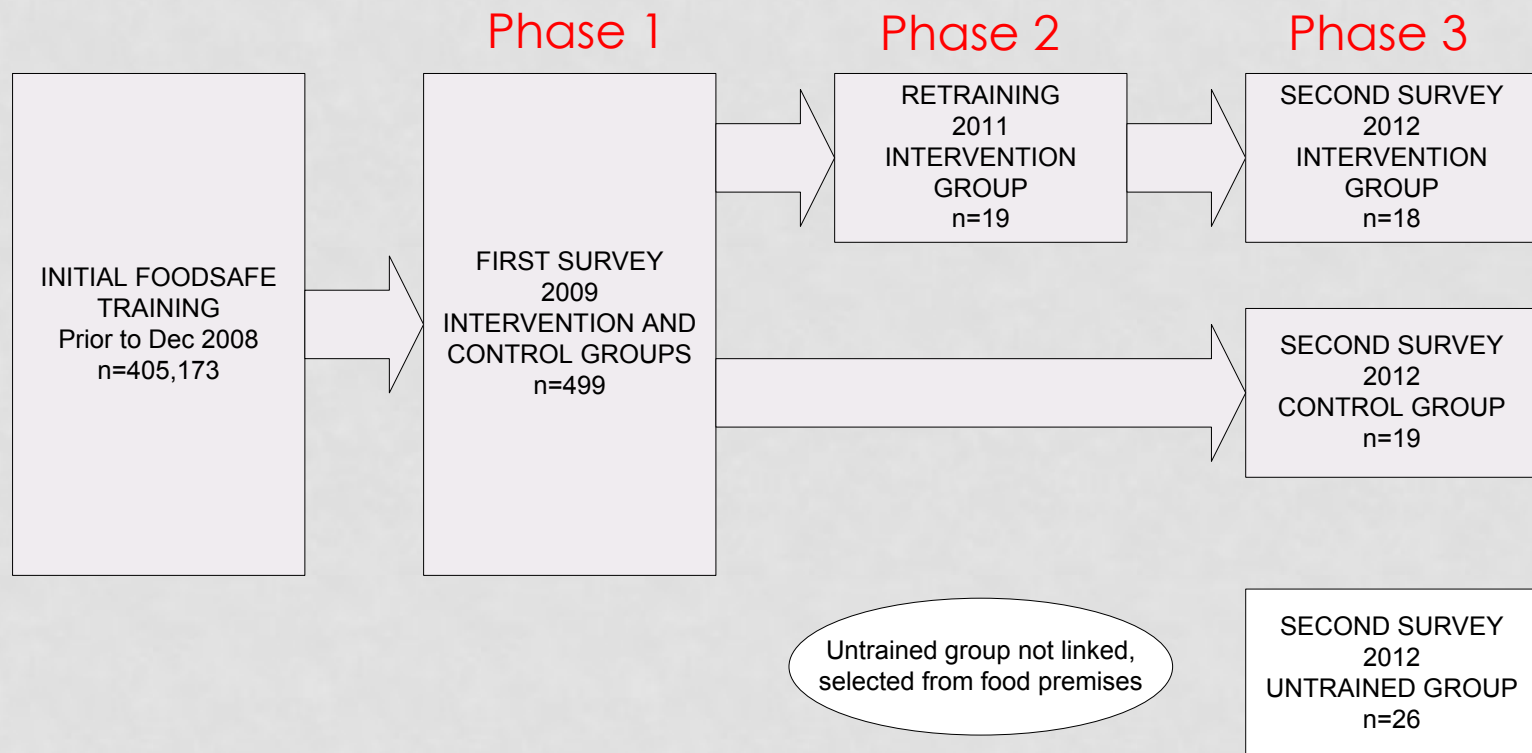 Phase 1
Phase 2
Phase 3
INITIAL FOODSAFE
TRAINING
Prior to Dec 2008
n=405,173
FIRST SURVEY
2009
INTERVENTION AND
CONTROL GROUPS
n=499
RETRAINING
2011
INTERVENTION
GROUP
n=19
SECOND SURVEY
2012
INTERVENTION
GROUP
n=18
SECOND SURVEY
2012
CONTROL GROUP
n=19
Untrained group not linked,
selected from food premises
SECOND SURVEY
2012
UNTRAINED GROUP
n=26